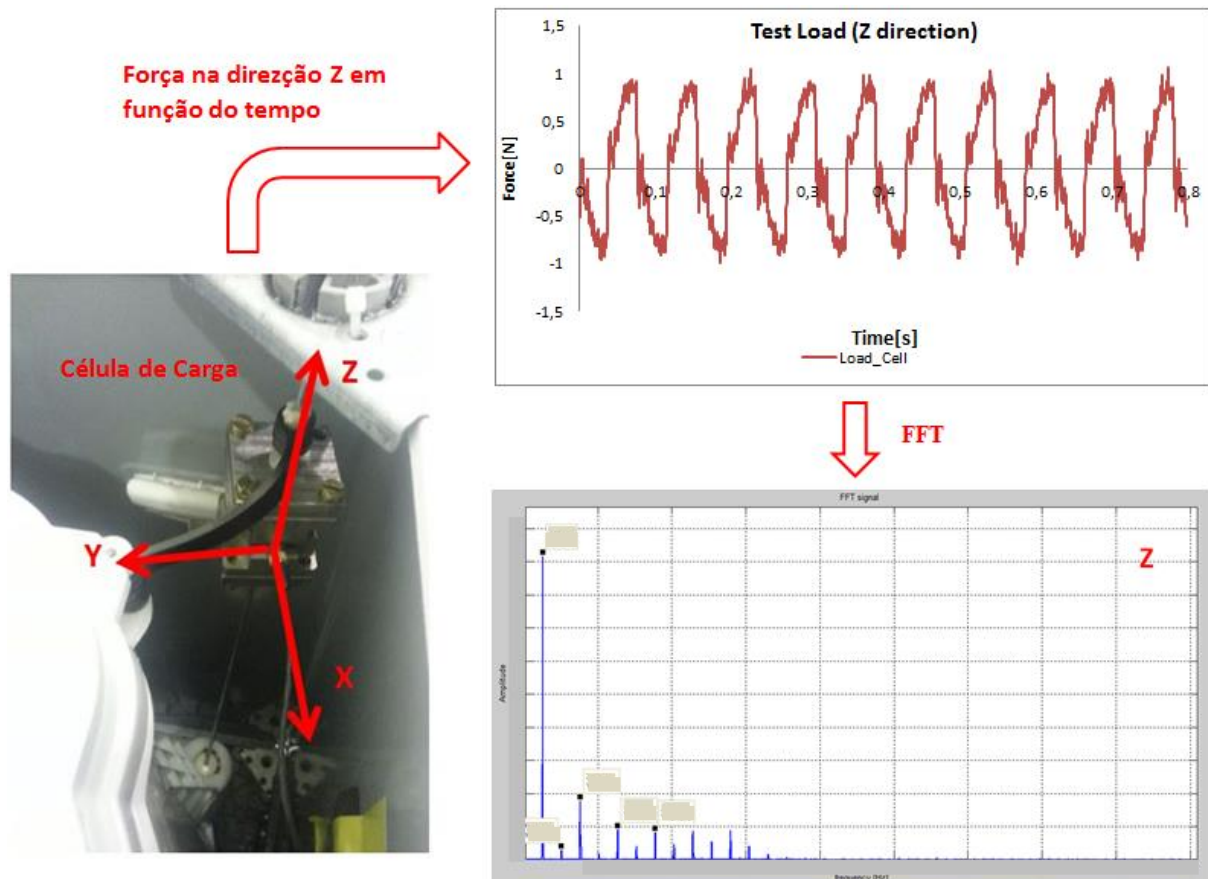 Força na direzção Z em
função do tempo
Test Load (Z direction)
Force[N]
1,5
1
0,5
0
-0,5
-1
-1,5
0
0,1
0,2
0,3
0,4
0,5
0,6
0,7
0,8
Time[s]
Load_Cell
Célula de Carga
Z
Y
X
FFT
FFT signal
Amplitude
Z